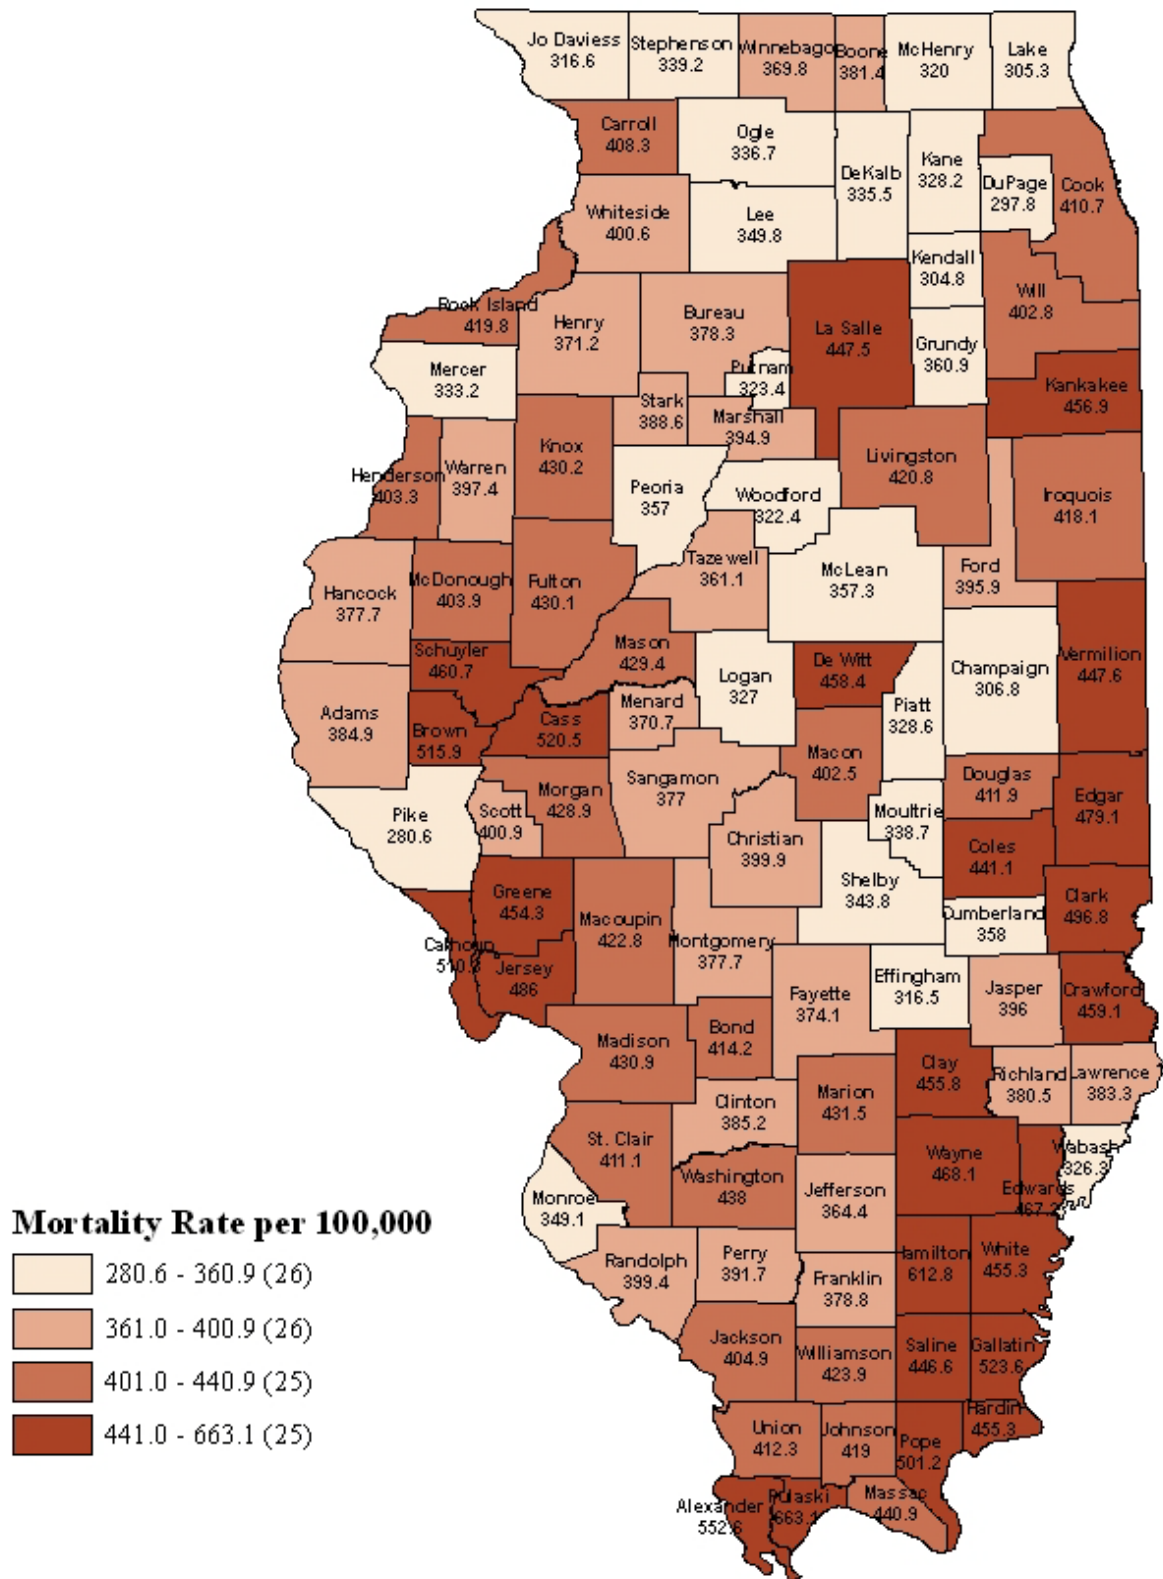 Jo Daviess
316.6
Stephenson
339.2
Winnebago
369.8
Boone
381.4
McHenry
320
Lake
305.3
Carroll
408.3
Ogle
336.7
DeKalb
335.5
Kane
328.2
DuPage
297.8
Cook
410.7
Whiteside
400.6
Lee
349.8
Kendall
304.8
Will
402.8
Rock Island
419.8
Henry
371.2
Bureau
378.3
La Salle
447.5
Grundy
360.9
Mercer
333.2
Putnam
323.4
Kankakee
456.9
Stark
388.6
Marshall
394.9
Knox
430.2
Livingston
420.8
Henderson
403.3
Warren
397.4
Peoria
357
Woodford
322.4
Iroquois
418.1
Hancock
377.7
McDonough
403.9
Fulton
430.1
Tazewell
361.1
McLean
357.3
Ford
395.9
Schuyler
460.7
Mason
429.4
Logan
327
De Witt
458.4
Champaign
306.8
Vermilion
447.6
Adams
384.9
Brown
515.9
Cass
520.5
Menard
370.7
Piatt
328.6
Macon
402.5
Sangamon
377
Morgan
428.9
Douglas
411.9
Edgar
479.1
Pike
280.6
Scott
400.9
Christian
399.9
Moultrie
338.7
Coles
441.1
Shelby
343.8
Greene
454.3
Macoupin
422.8
Cumberland
358
Clark
496.8
Calhoun
Montgomery
377.7
Jersey
486
Effingham
316.5
Fayette
374.1
Jasper
396
Crawford
459.1
Madison
430.9
Bond
414.2
Clay
455.8
Richland
380.5
Lawrence
383.3
Clinton
385.2
Marion
431.5
St. Clair
411.1
Wayne
468.1
Wabash
326.3
Washington
438
Jefferson
364.4
Edwards
467.2
Monroe
349.1
Randolph
399.4
Perry
391.7
Franklin
378.8
Hamilton
612.8
White
455.3
Jackson
404.9
Williamson
423.9
Saline
446.6
Gallatin
523.6
Union
412.3
Johnson
419
Pope
501.2
Hardin
455.3
Alexander
552.6
Pulaski
663.1
Massac
440.9
Mortality Rate per 100,000
280.6 - 360.9 (26)
361.0 - 400.9 (26)
401.0 - 440.9 (25)
441.0 - 663.1 (25)